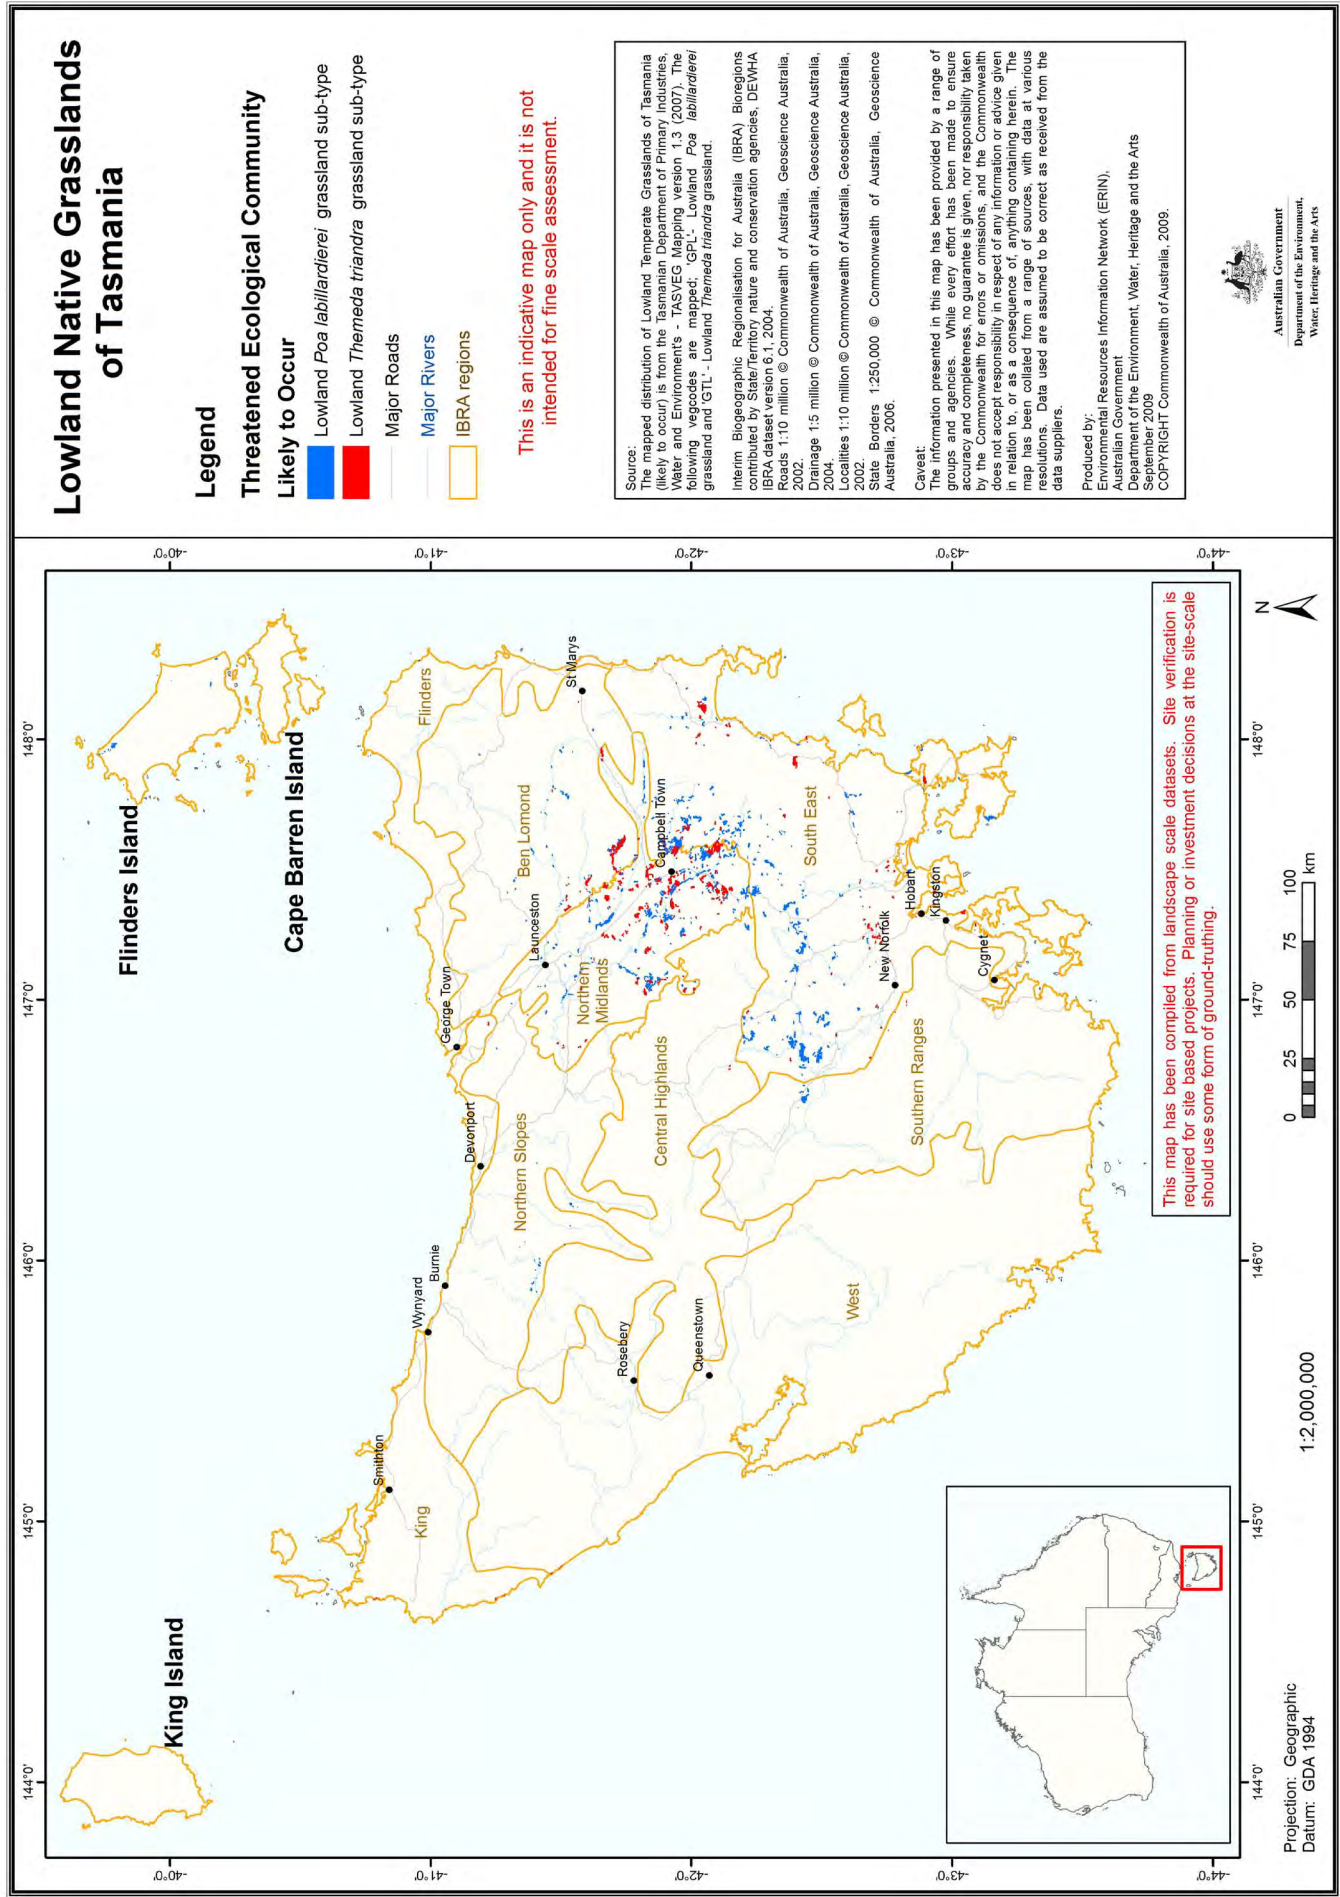 Lowland Native Grasslands
of Tasmania
Legend
Threatened Ecological Community
Likely to Occur
Lowland Poa labillardierei grassland sub-type
Lowland Themeda triandra grassland sub-type
Major Roads
Major Rivers
IBRA regions
This is an indicative map only and it is not
intended for fine scale assessment.
Source:
The mapped distribution of Lowland Temperate Grasslands of Tasmania
(likely to occur) is from the Tasmanian Department of Primary Industries,
Water and Environment's - TASVEG Mapping version 1.3 (2007). The
following vegcodes are mapped; 'GPL'- Lowland Poa labillardierei
grassland and 'GTL' - Lowland Themeda triandra grassland.
Interim Biogeographic Regionalisation for Australia (IBRA) Bioregions
contributed by State/Territory nature and conservation agencies, DEWHA
IBRA dataset version 6.1, 2004.
Roads 1:10 million © Commonwealth of Australia, Geoscience Australia,
2002.
Drainage 1:5 million © Commonwealth of Australia, Geoscience Australia,
2004.
Localities 1:10 million © Commonwealth of Australia, Geoscience Australia,
2002.
State Borders 1:250,000 © Commonwealth of Australia, Geoscience
Australia, 2006.
Caveat:
The information presented in this map has been provided by a range of
groups and agencies. While every effort has been made to ensure
accuracy and completeness, no guarantee is given, nor responsibility taken
by the Commonwealth for errors or omissions, and the Commonwealth
does not accept responsibility in respect of any information or advice given
in relation to, or as a consequence of, anything containing herein. The
map has been collated from a range of sources, with data at various
resolutions. Data used are assumed to be correct as received from the
data suppliers.
Produced by:
Environmental Resources Information Network (ERIN),
Australian Government
Department of the Environment, Water, Heritage and the Arts
September 2009
COPYRIGHT Commonwealth of Australia, 2009.
Australian Government
Department of the Environment,
Water, Heritage and the Arts
144°0'
145°0'
146°0'
147°0'
148°0'
-40°0'
-40°0'
-41°0'
-41°0'
-42°0'
-42°0'
-43°0'
-43°0'
-44°0'
-44°0'
144°0'
145°0'
146°0'
147°0'
148°0'
King Island
Flinders Island
Cape Barren Island
Smithton
King
Wynyard
Burnie
Devonport
George Town
Flinders
Northern Slopes
Launceston
Ben Lomond
St Marys
Northern
Midlands
Rosebery
Central Highlands
Campbell Town
Queenstown
South East
West
New Norfolk
Hobart
Southern Ranges
Kingston
Cygnet
This map has been compiled from landscape scale datasets. Site verification is
required for site based projects. Planning or investment decisions at the site-scale
should use some form of ground-truthing.
Projection: Geographic
Datum: GDA 1994
1:2,000,000
0 25 50 75 100
km
N